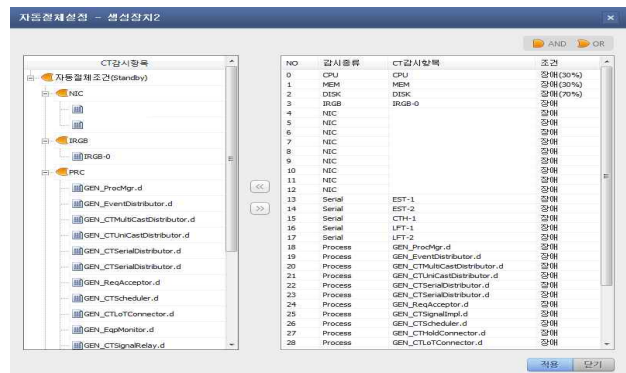 자동절체설정 - 생성장치2
AND OR
CT감시항목
자동절체조건(Standby)
NIC
IRGB
IRGB-0
PRC
GEN_ProcMgr.d
GEN_EventDistributor.d
GEN_CTMultiCastDistributor.d
GEN_CTUniCastDistributor.d
GEN_CTSerialDistributor.d
GEN_CTSerialDistributor.d
GEN_ReqAcceptor.d
GEN_CTScheduler.d
GEN_CTLoTConnector.d
GEN_EqpMonitor.d
GEN_CTSignalRelay.d
<<
>>
NO 감시종류 CT감시항목 조건
0 CPU CPU 장애(30%)
1 MEM MEM 장애(30%)
2 DISK DISK 장애(70%)
3 IRGB IRGB-0 장애
4 NIC 장애
5 NIC 장애
6 NIC 장애
7 NIC 장애
8 NIC 장애
9 NIC 장애
10 NIC 장애
11 NIC 장애
12 NIC 장애
13 Serial EST-1 장애
14 Serial EST-2 장애
15 Serial CTH-1 장애
16 Serial LFT-1 장애
17 Serial LFT-2 장애
18 Process GEN_ProcMgr.d 장애
19 Process GEN_EventDistributor.d 장애
20 Process GEN_CTMultiCastDistributor.d 장애
21 Process GEN_CTUniCastDistributor.d 장애
22 Process GEN_CTSerialDistributor.d 장애
23 Process GEN_CTSerialDistributor.d 장애
24 Process GEN_ReqAcceptor.d 장애
25 Process GEN_CTSignalImpl.d 장애
26 Process GEN_CTScheduler.d 장애
27 Process GEN_CTHoldConnector.d 장애
28 Process GEN_CTLoTConnector.d 장애
적용 닫기